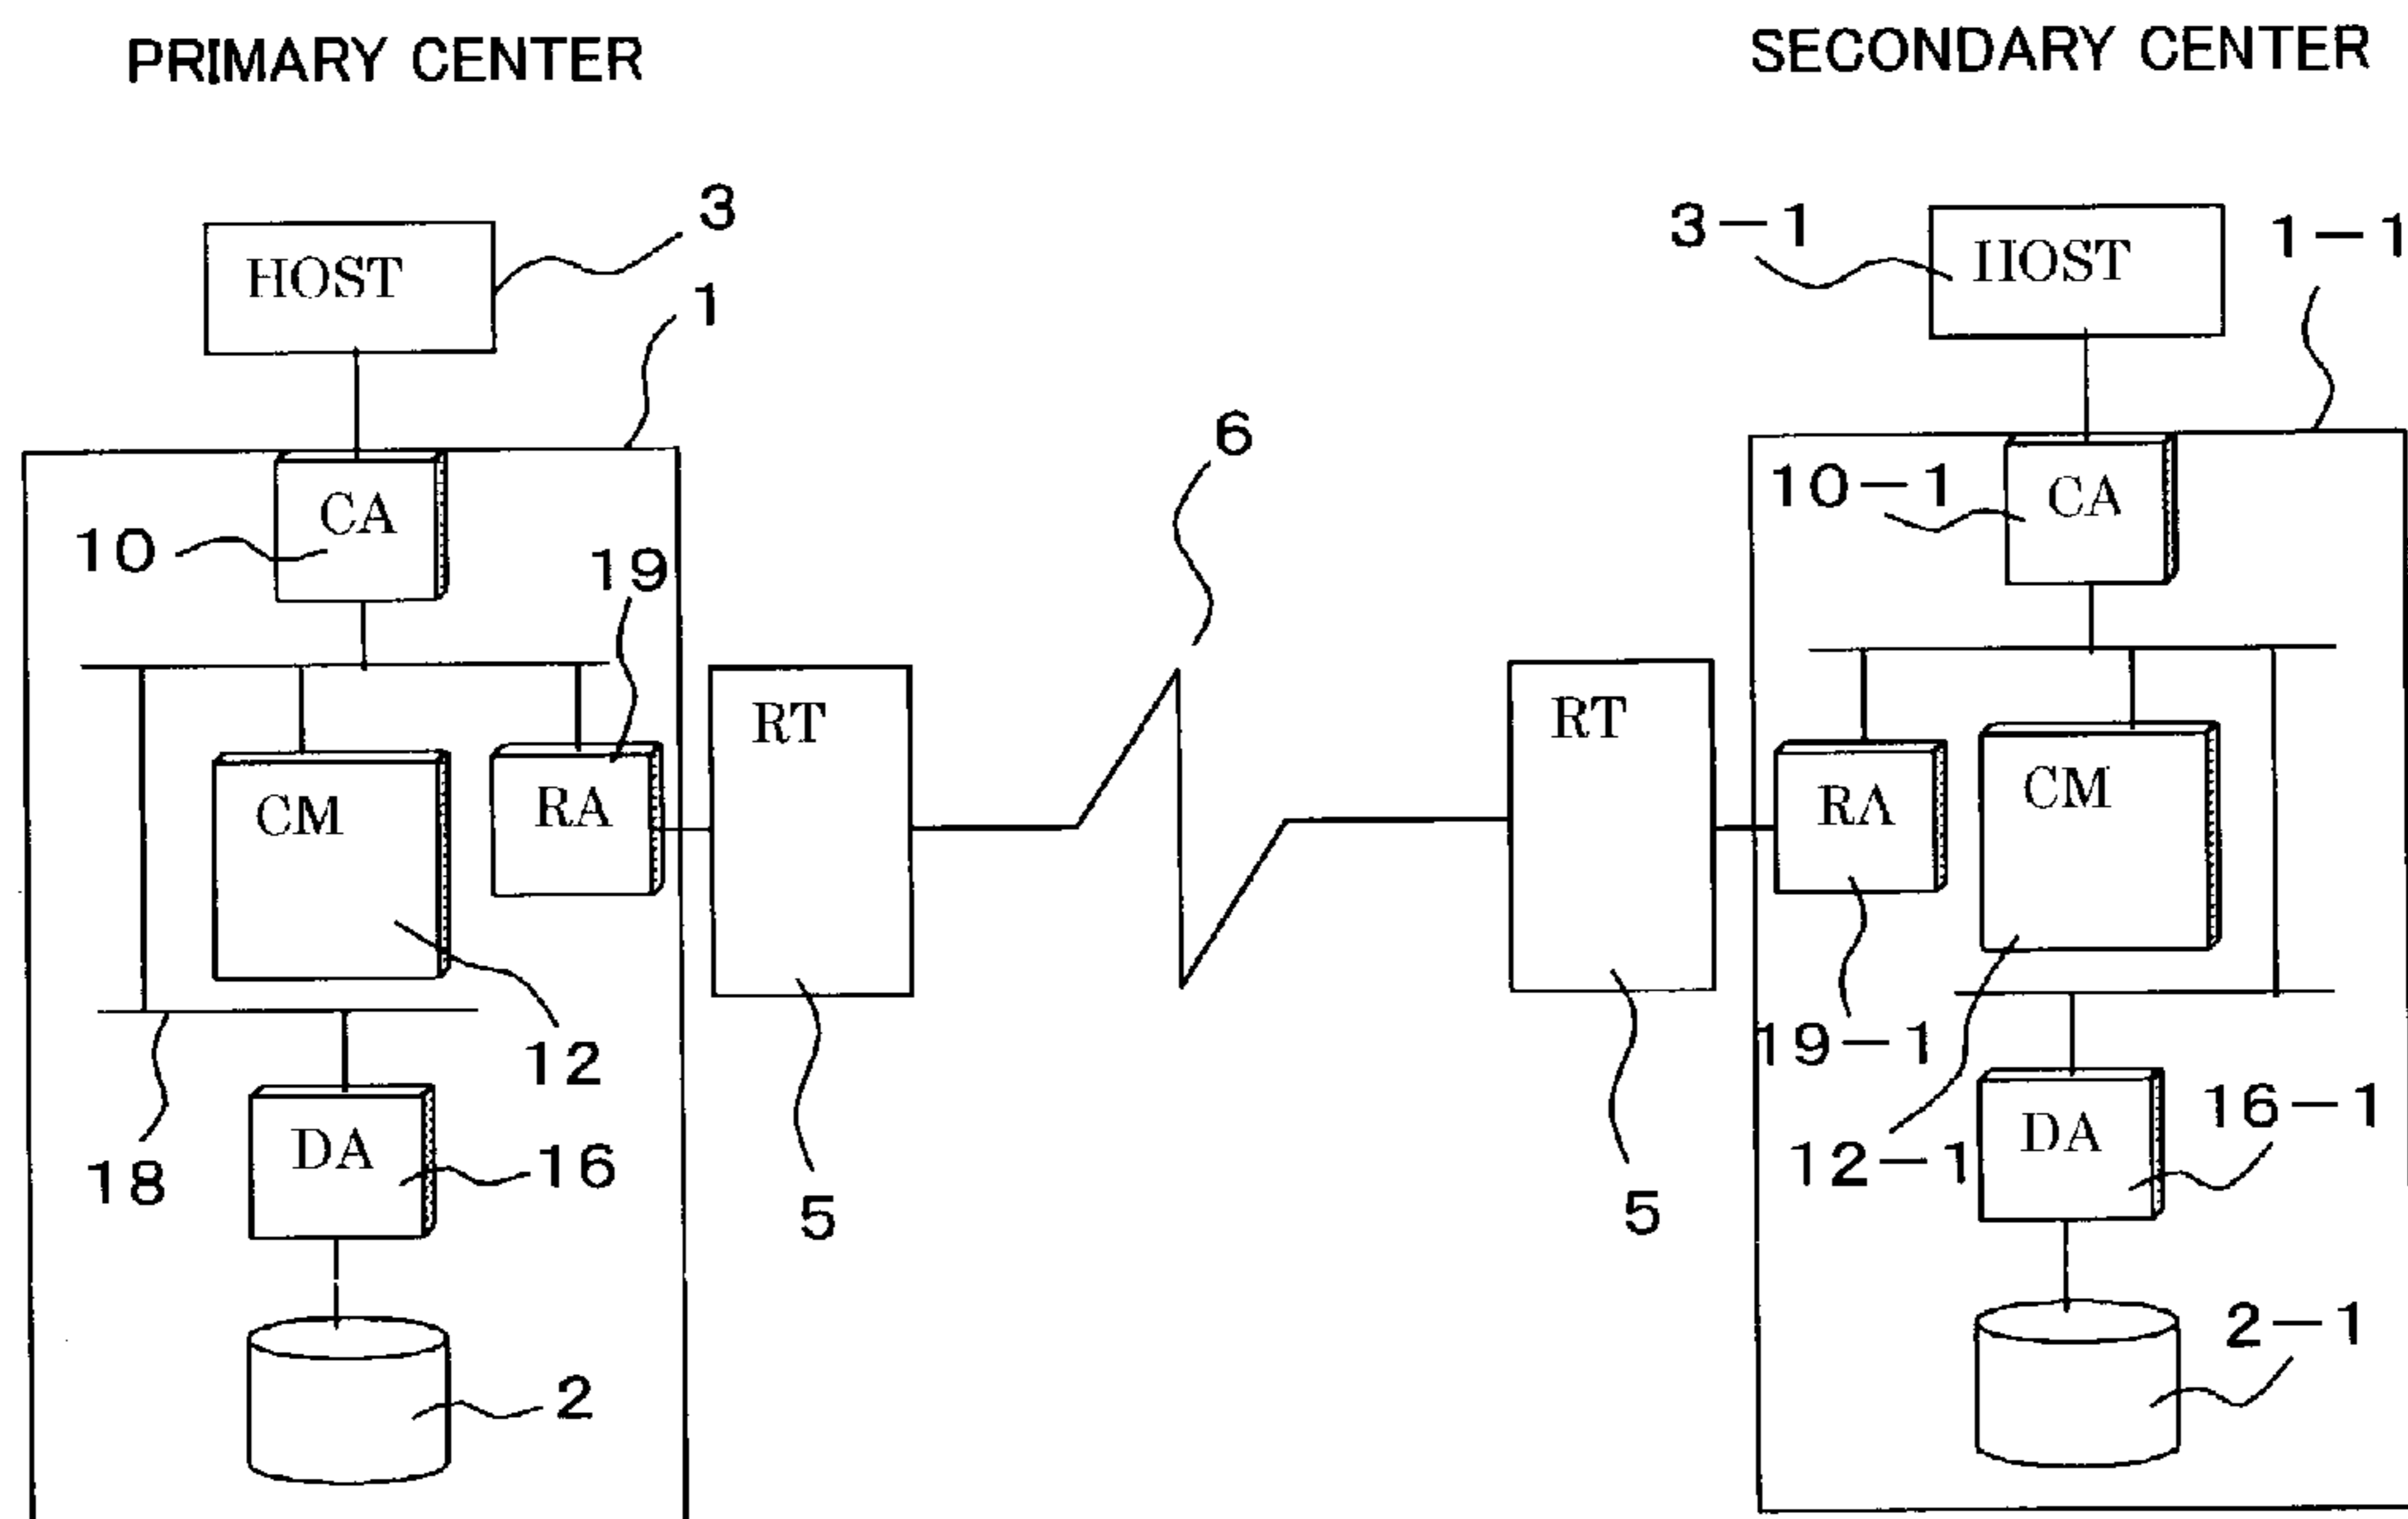 PRIMARY CENTER
SECONDARY CENTER
HOST
3
1
3-1
HOST
1-1
6
CA
10
19
10-1
CA
CM
RA
RT
RT
RA
CM
12
18
DA
16
5
5
19-1
12-1
DA
16-1
2
2-1